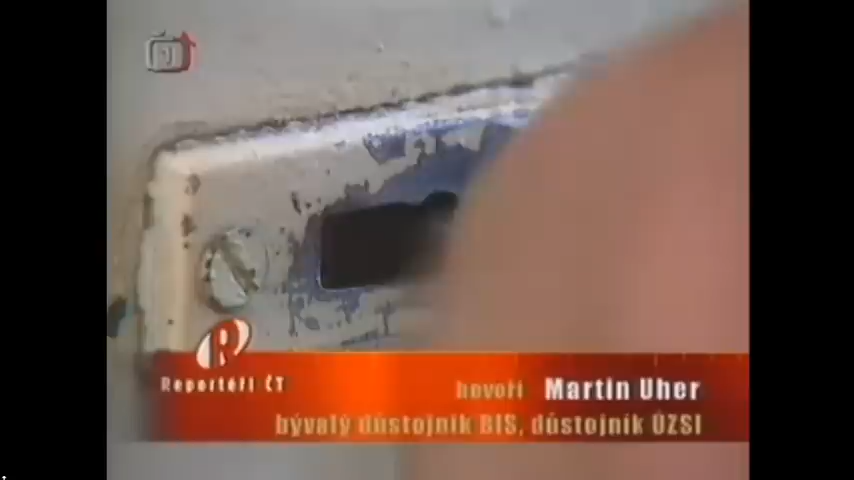 Reportéři ČT
hovoří Martin Uher
bývalý důstojník BIS, důstojník ÚZSI